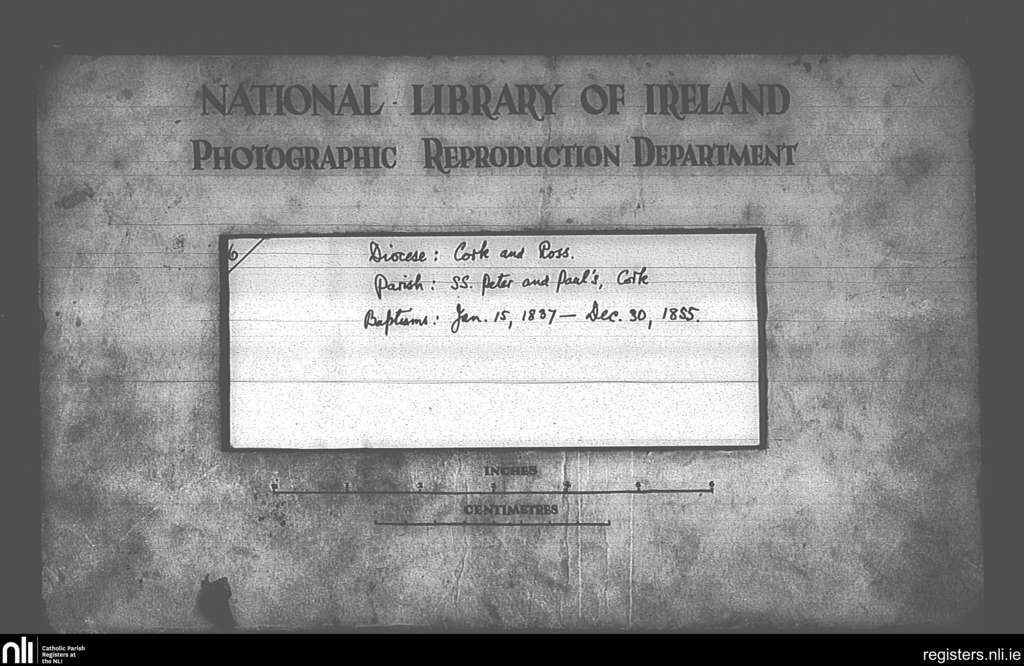 NATIONAL LIBRARY OF IRELAND
PHOTOGRAPHIC REPRODUCTION DEPARTMENT
6
Diocese: Cork and Ross.
Parish: SS. Peter and Paul's, Cork
Baptisms: Jan. 15, 1837 — Dec. 30, 1855.
INCHES
CENTIMETRES
nli
Catholic Parish
Registers at
the NLI
registers.nli.ie